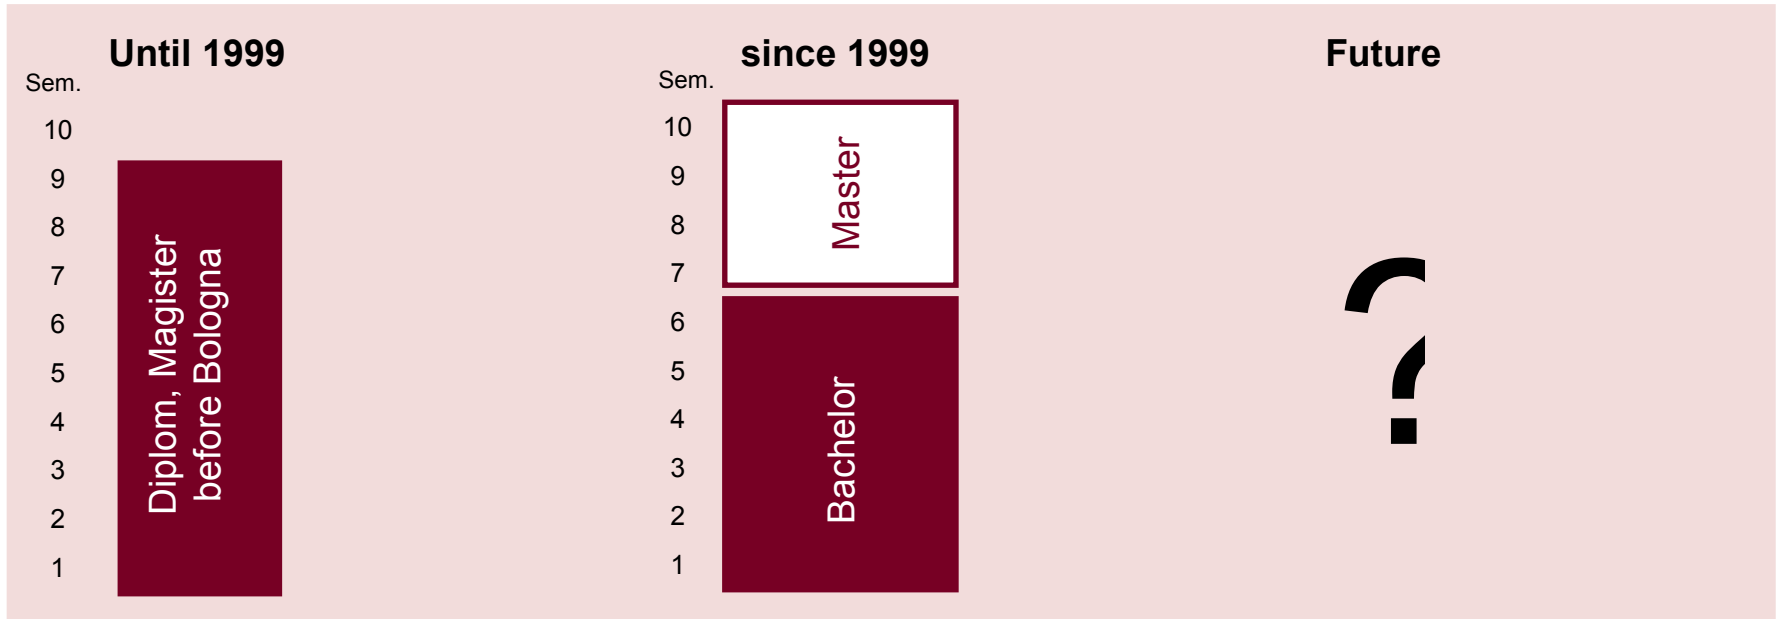 Until 1999
Sem.
10
9
8
7
6
5
4
3
2
1
Diplom, Magister
before Bologna
since 1999
Sem.
10
9
8
7
6
5
4
3
2
1
Master
Bachelor
Future
?